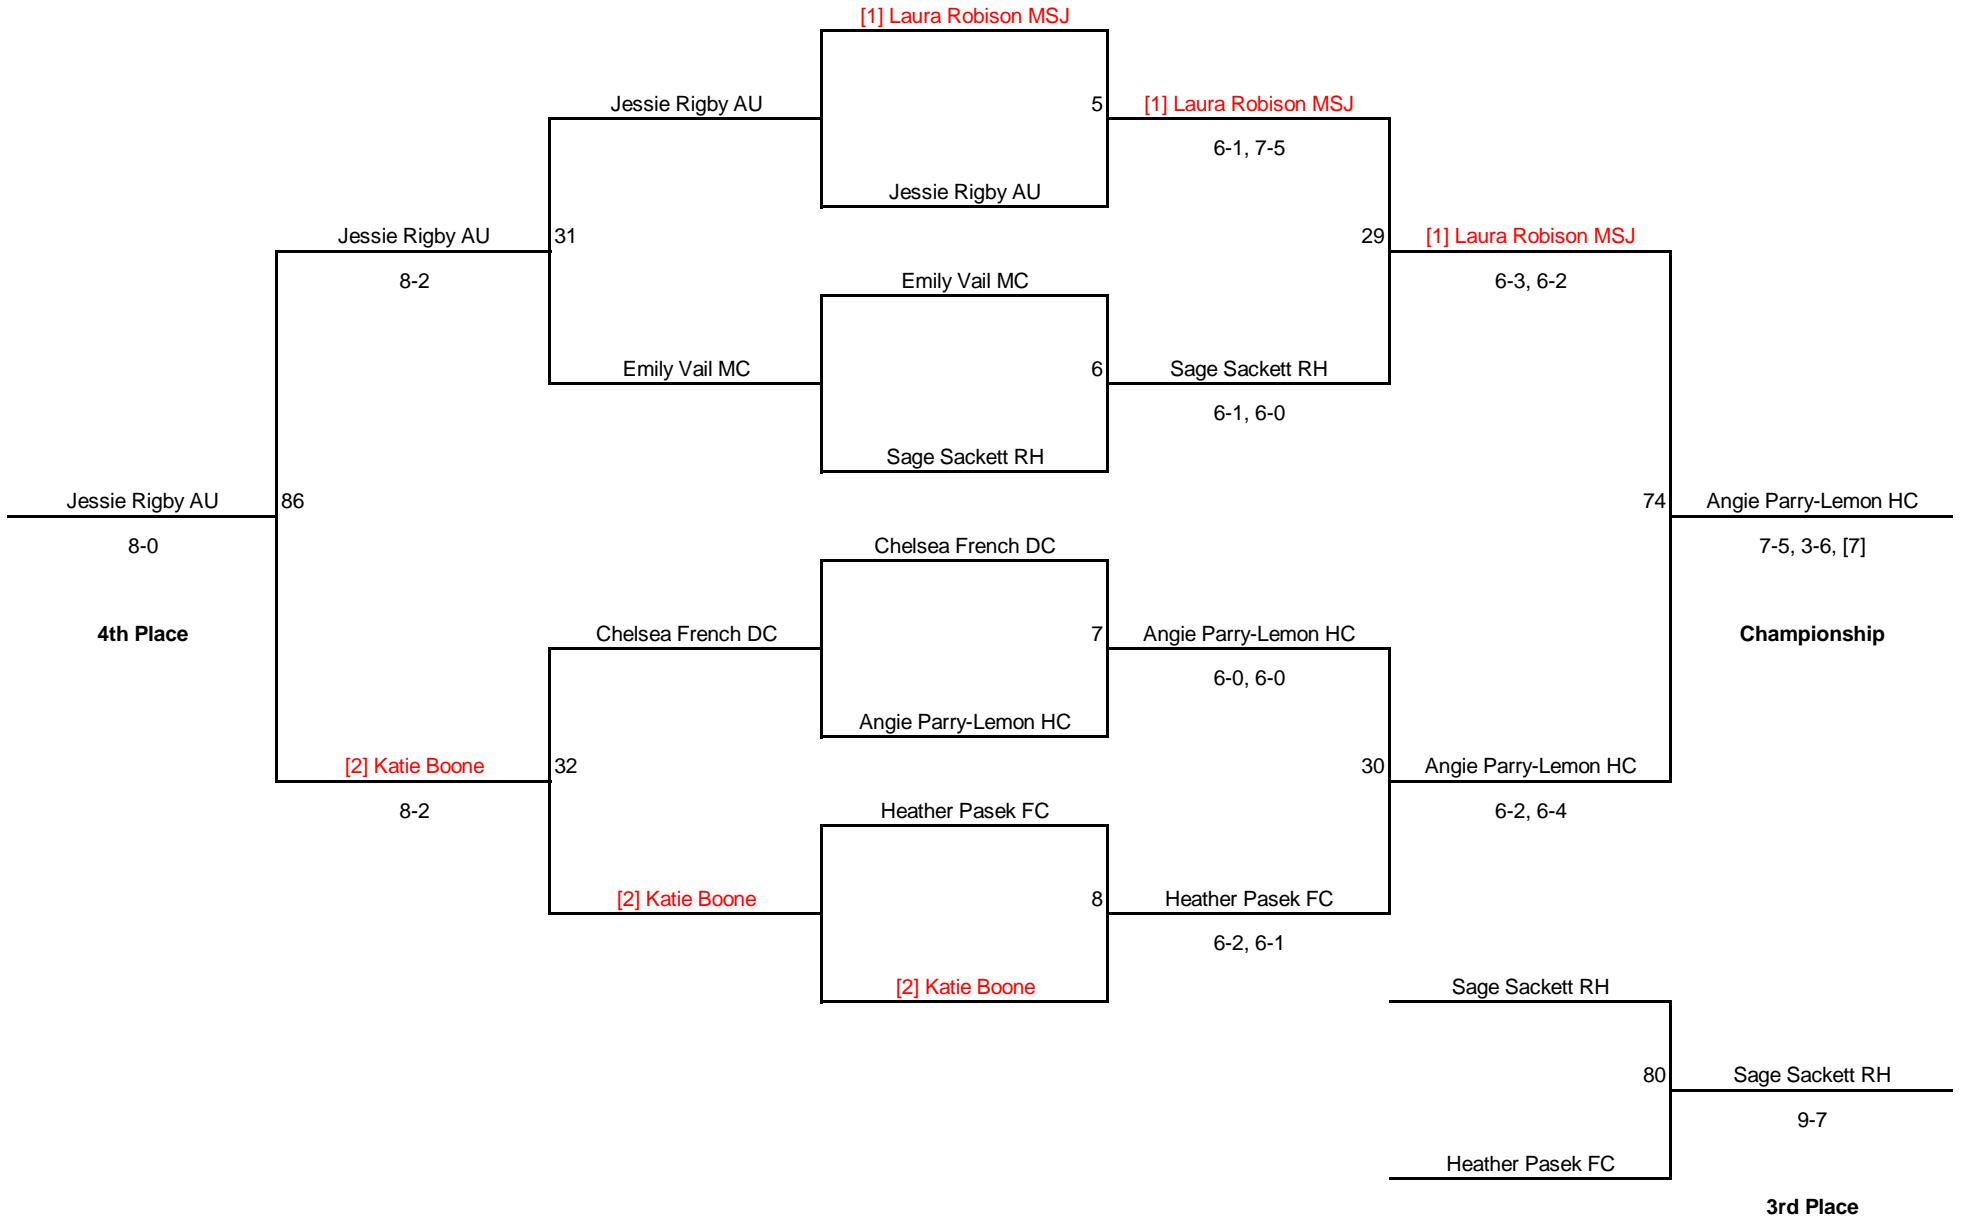 [1] Laura Robison MSJ
Jessie Rigby AU
5
[1] Laura Robison MSJ
6-1, 7-5
Jessie Rigby AU
Jessie Rigby AU
31
29
[1] Laura Robison MSJ
8-2
Emily Vail MC
6-3, 6-2
Emily Vail MC
6
Sage Sackett RH
6-1, 6-0
Sage Sackett RH
Jessie Rigby AU
86
74
Angie Parry-Lemon HC
8-0
Chelsea French DC
7-5, 3-6, [7]
4th Place
Chelsea French DC
7
Angie Parry-Lemon HC
Championship
6-0, 6-0
Angie Parry-Lemon HC
[2] Katie Boone
32
30
Angie Parry-Lemon HC
8-2
Heather Pasek FC
6-2, 6-4
[2] Katie Boone
8
Heather Pasek FC
6-2, 6-1
[2] Katie Boone
Sage Sackett RH
80
Sage Sackett RH
9-7
Heather Pasek FC
3rd Place